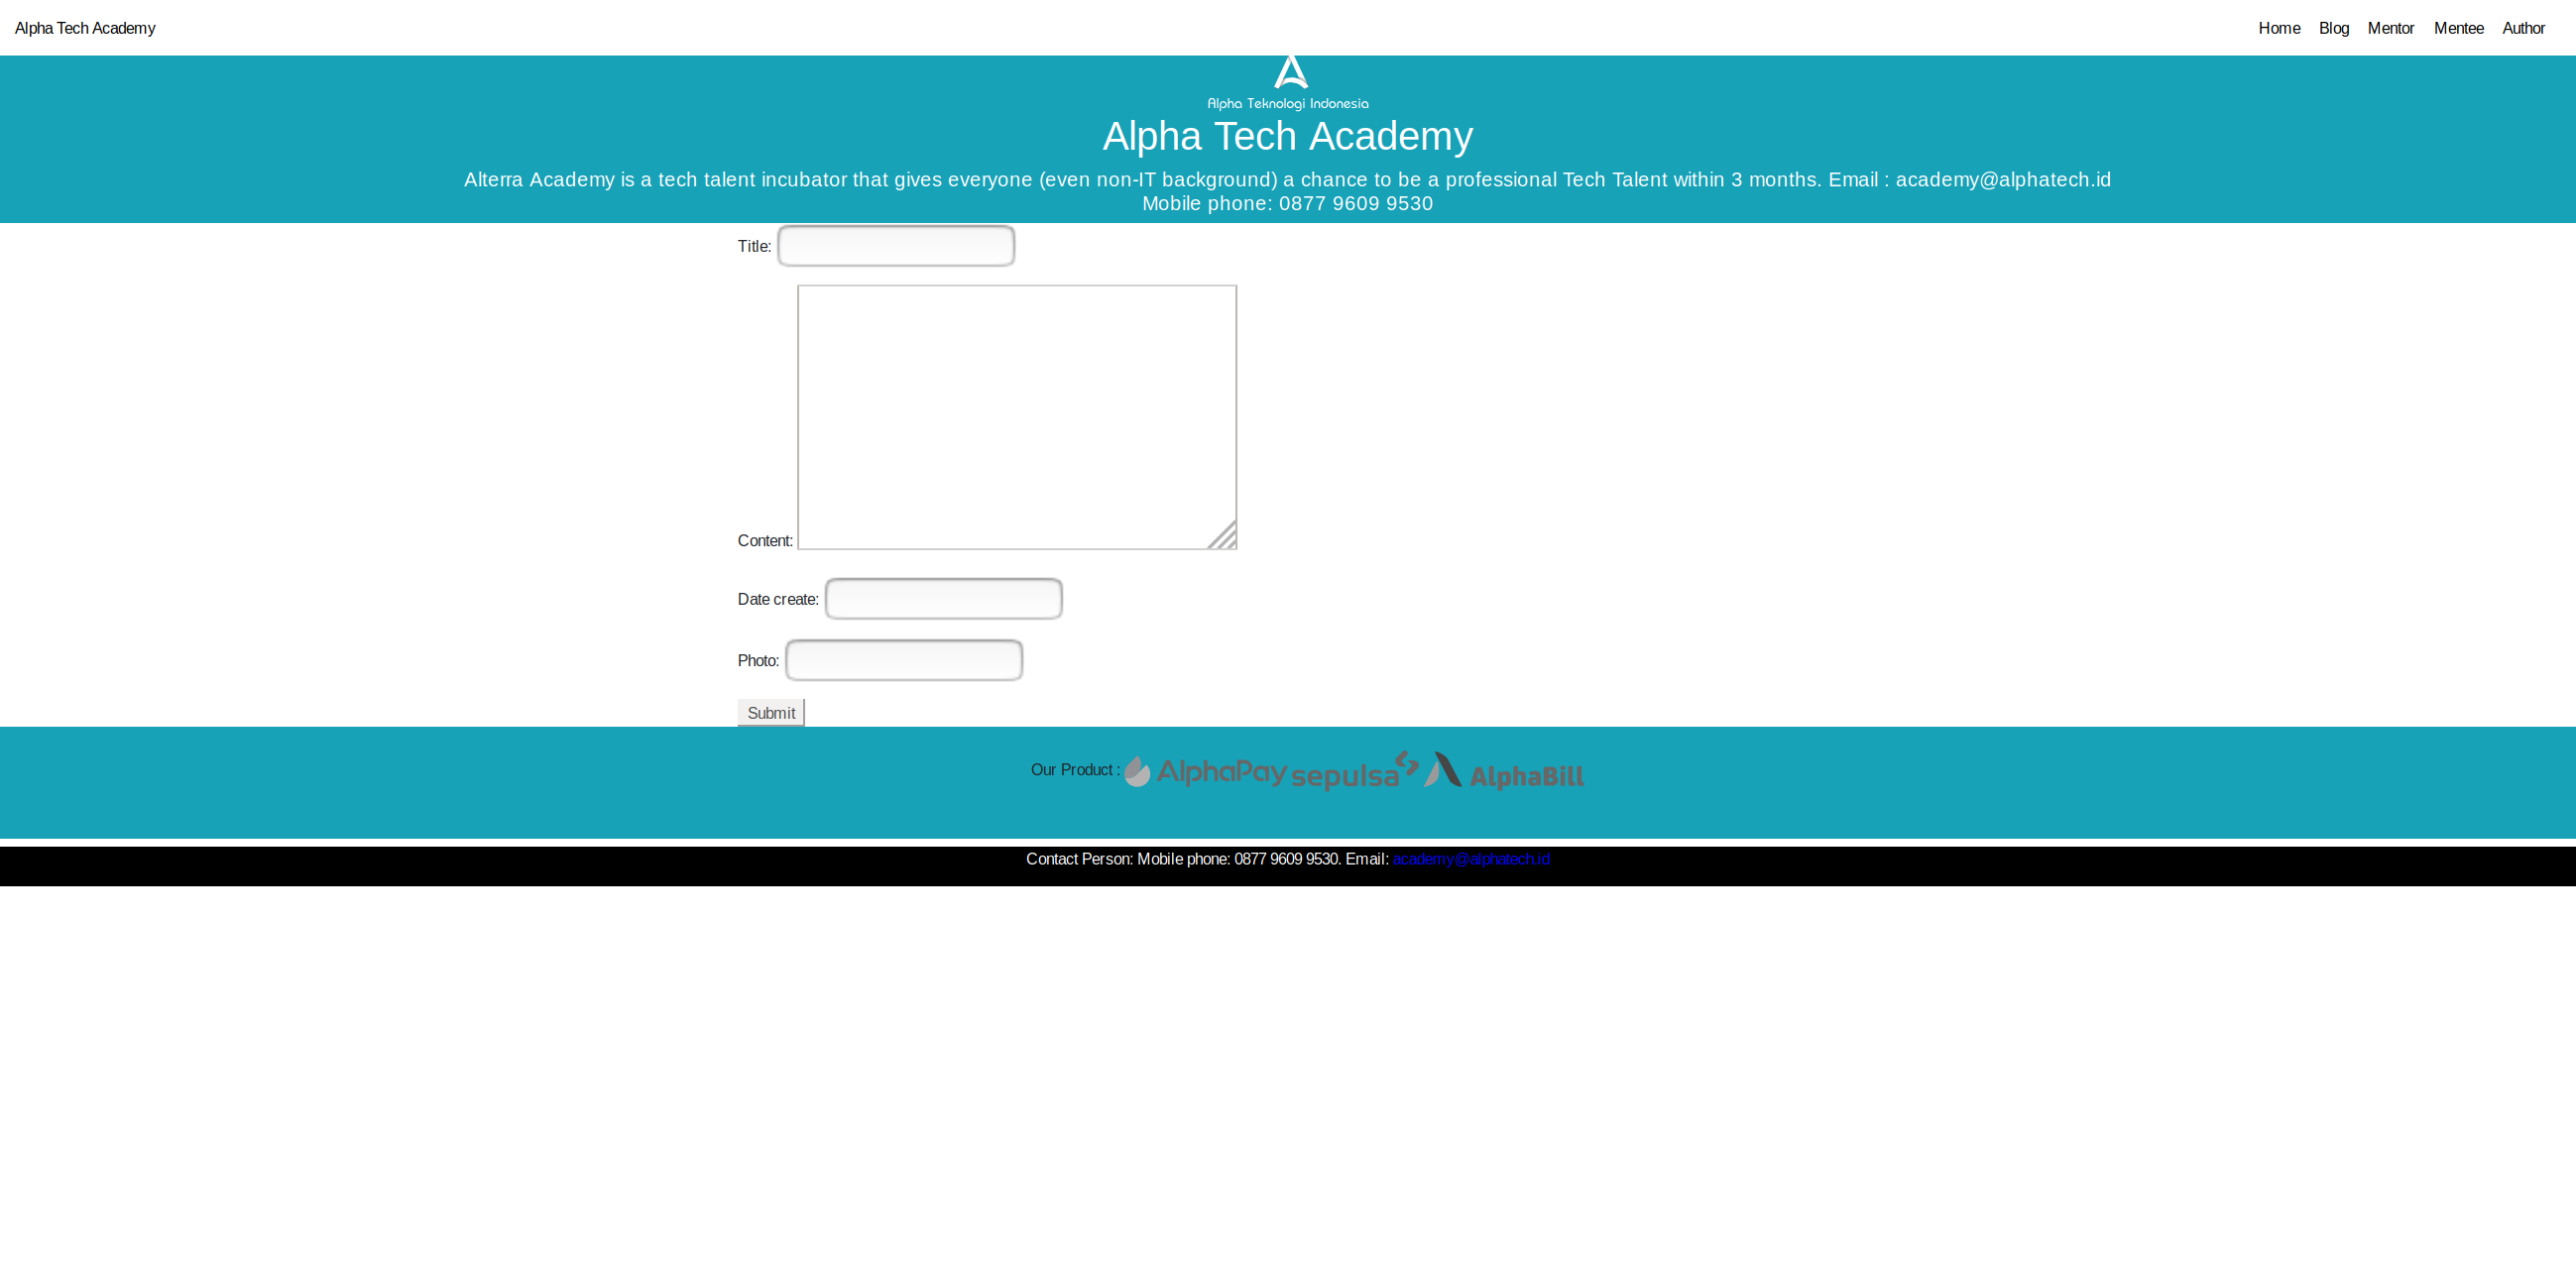 Alpha Tech Academy
Home Blog Mentor Mentee Author
Alpha Teknologi Indonesia
Alpha Tech Academy
Alterra Academy is a tech talent incubator that gives everyone (even non-IT background) a chance to be a professional Tech Talent within 3 months. Email : academy@alphatech.id
Mobile phone: 0877 9609 9530
Title:
Content:
Date create:
Photo:
Submit
Our Product : AlphaPay sepulsa AlphaBill
Contact Person: Mobile phone: 0877 9609 9530. Email: academy@alphatech.id